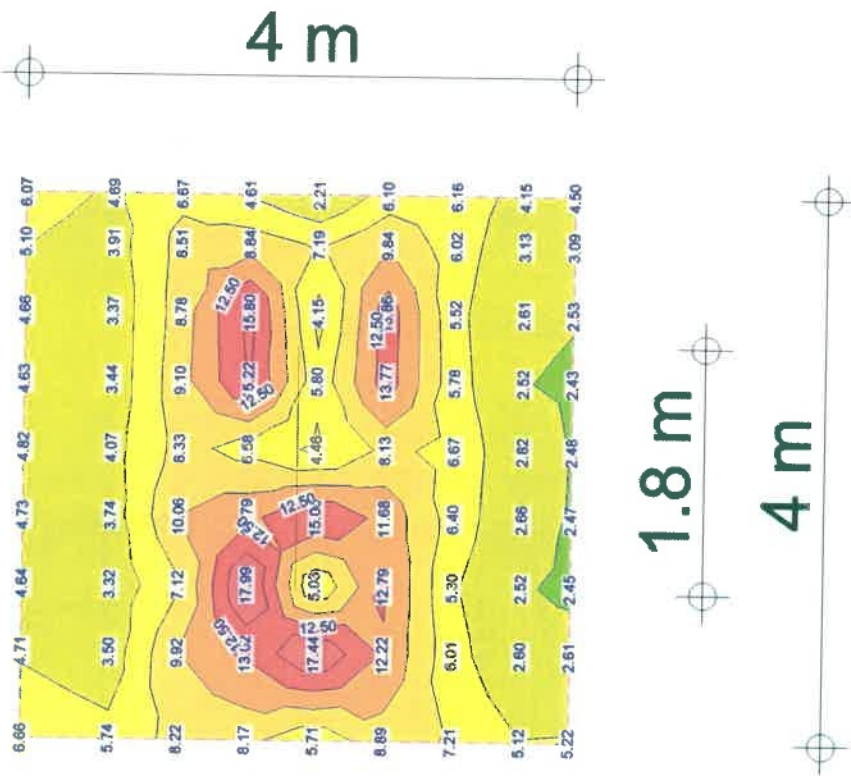 4 m
6.66 4.71 4.64 4.73 4.82 4.63 4.66 5.10 6.07
5.74 3.50 3.32 3.74 4.07 3.44 3.37 3.91 4.69
8.22 9.92 7.12 10.06 8.33 9.10 8.78 8.51 6.67
12.50
8.17 17.99 6.58 15.80 8.84 4.61
12.50
5.71 17.44 5.03 4.46 5.80 4.15 7.19 2.21
12.50
8.89 12.22 12.79 11.68 8.13 13.77 9.84 6.10
7.21 6.01 5.30 6.40 6.67 5.78 5.52 6.02 6.16
5.12 2.60 2.52 2.66 2.82 2.52 2.61 3.13 4.15
5.22 2.61 2.45 2.47 2.48 2.43 2.53 3.09 4.50
1.8 m
4 m